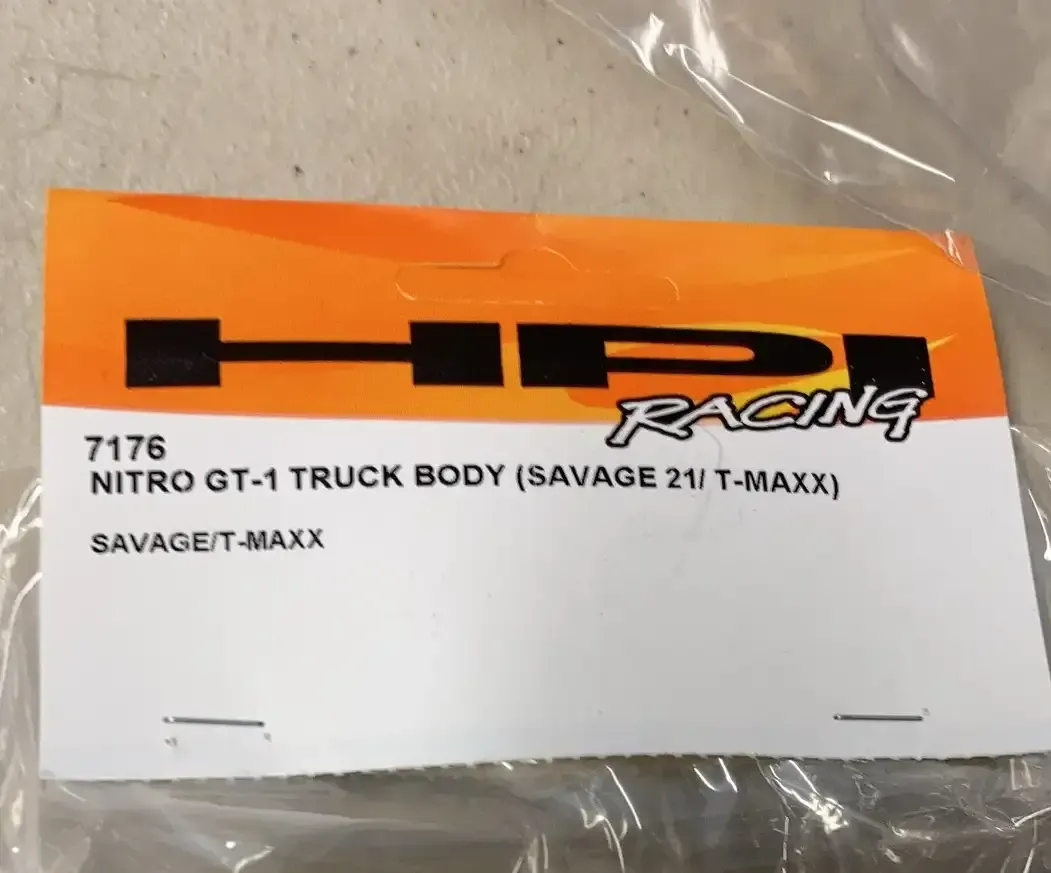 HPI
RACING
7176
NITRO GT-1 TRUCK BODY (SAVAGE 21/ T-MAXX)
SAVAGE/T-MAXX